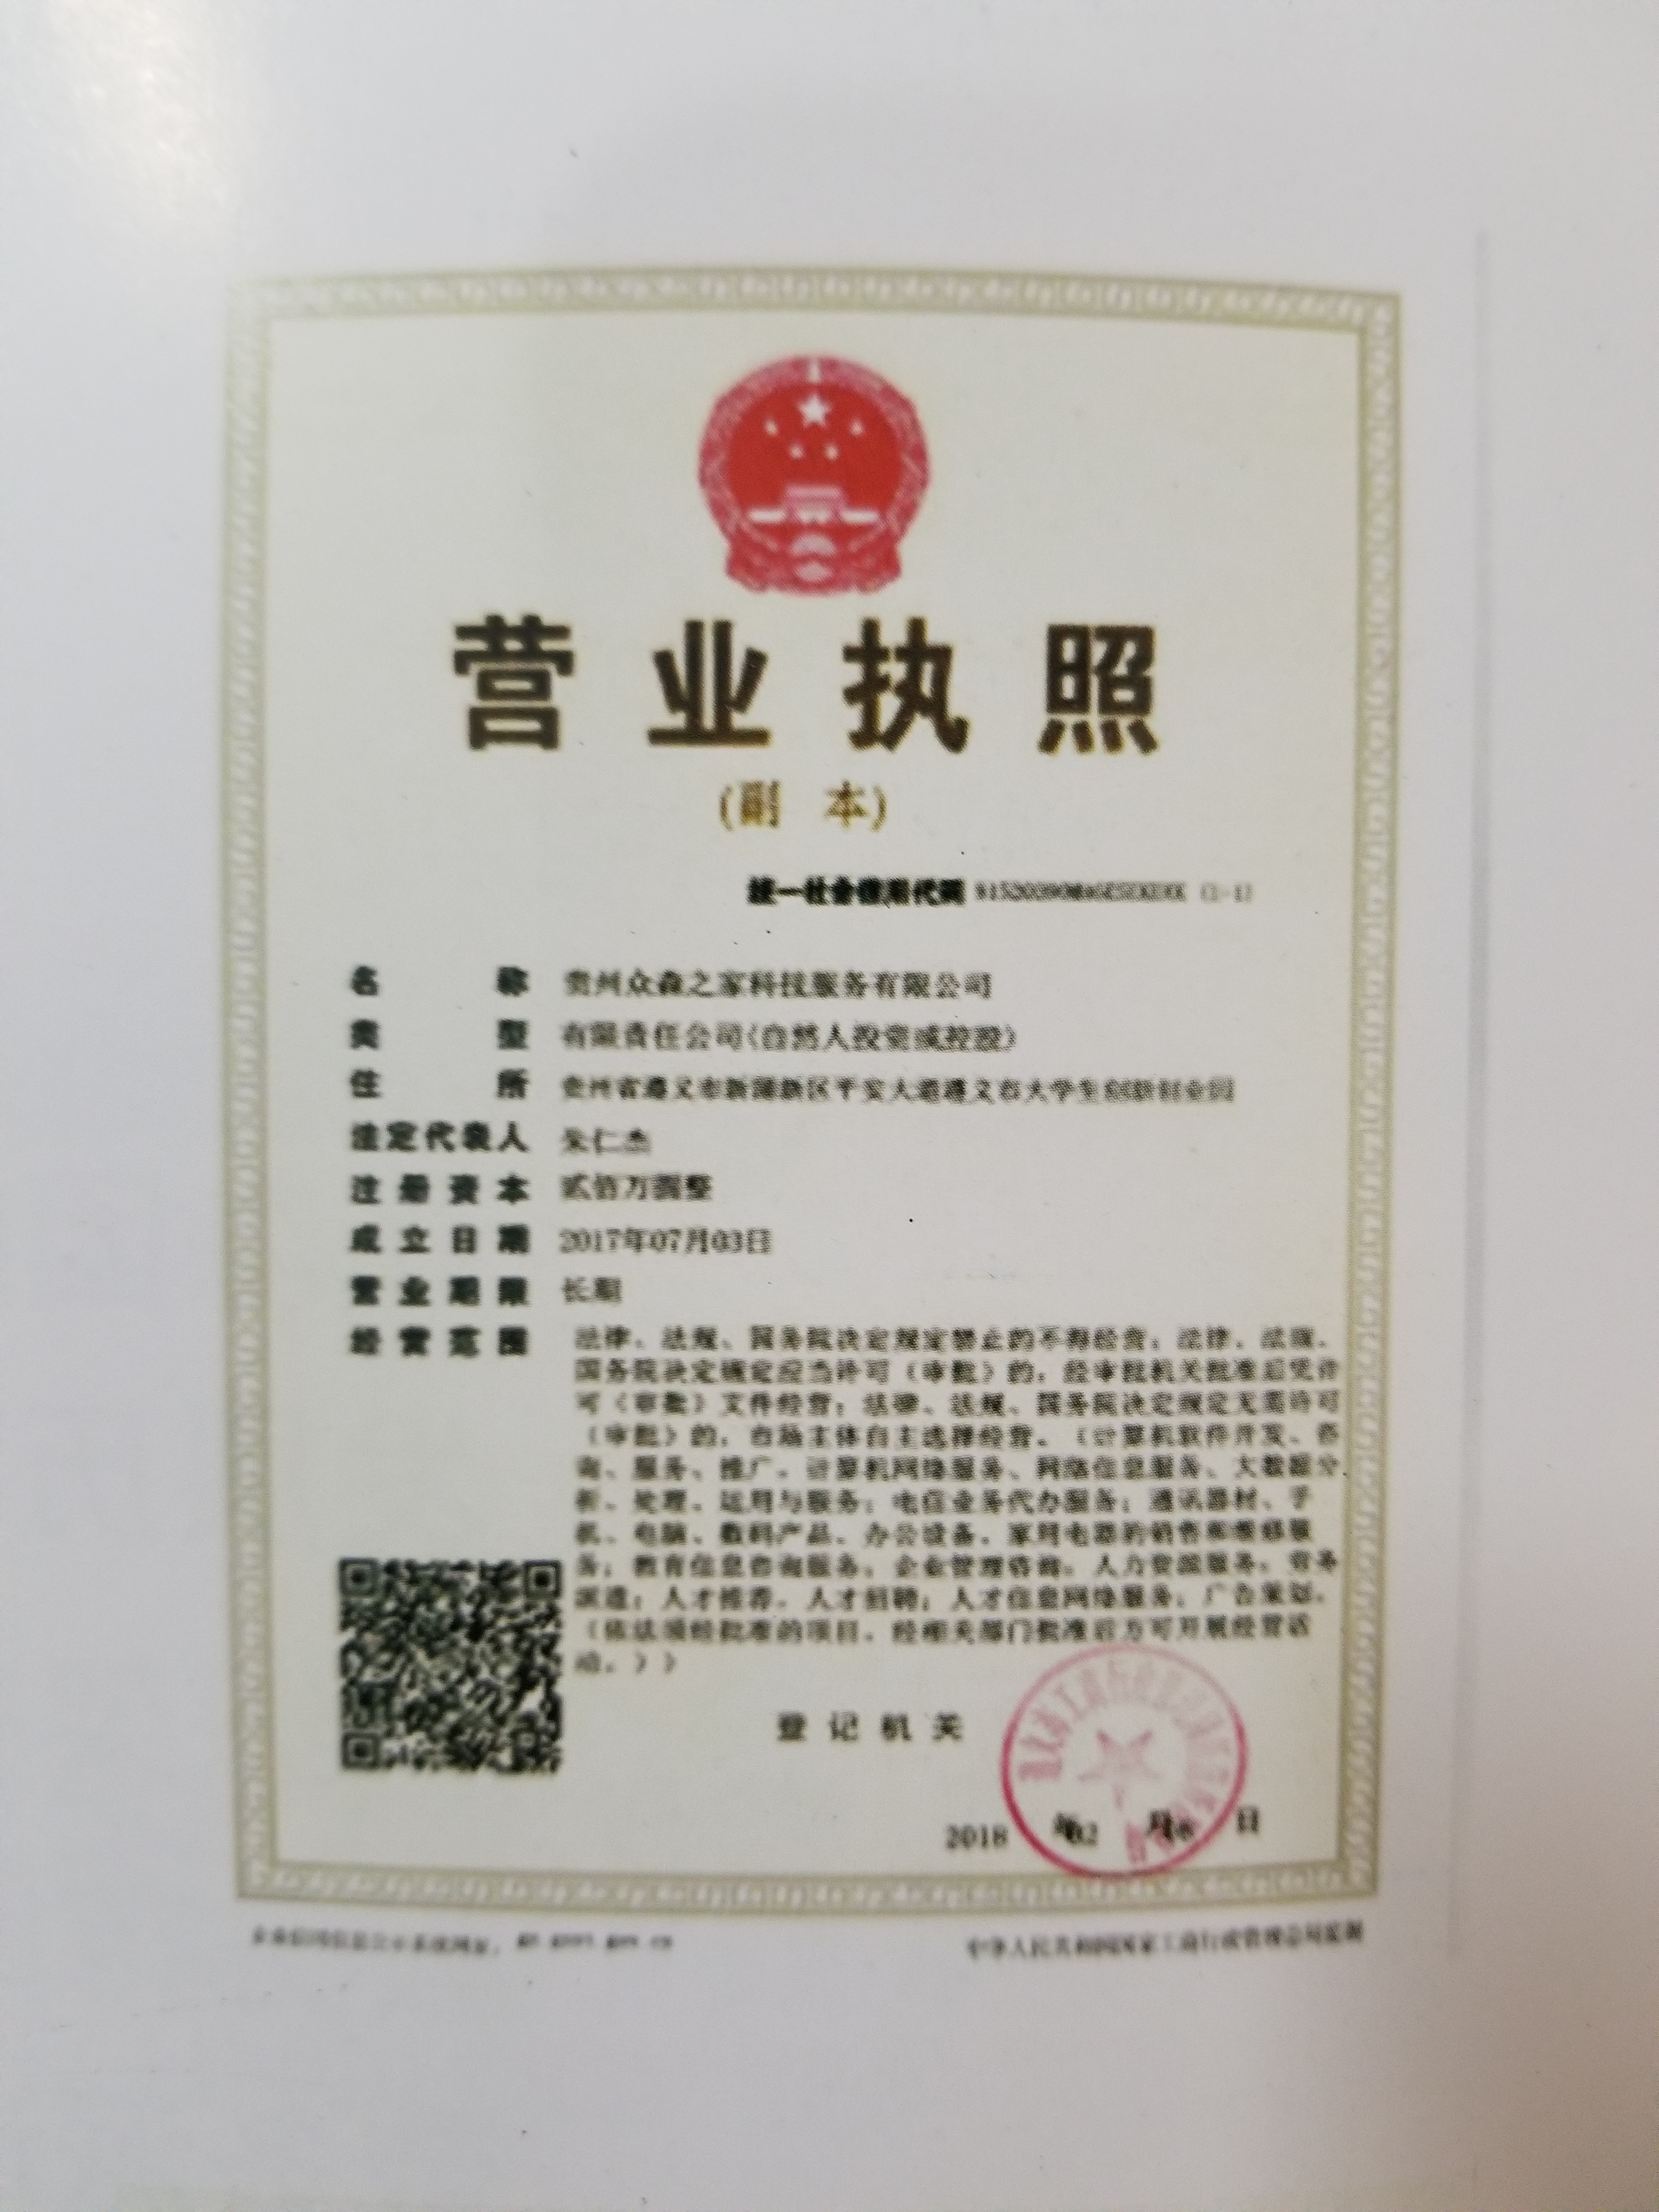 营业执照
(副 本)
统一社会信用代码 (1-1)
名 称 贵州众森之家科技服务有限公司
类 型 有限责任公司(自然人投资或控股)
住 所 贵州省遵义市新蒲新区平安大道遵义市大学生创新创业园
法定代表人 朱仁杰
注册资本 贰佰万圆整
成立日期 2017年07月03日
营业期限 长期
经营范围 法律、法规、国务院决定规定禁止的不得经营;法律、法规、
国务院决定规定应当许可(审批)的,经审批机关批准后凭许
可(审批)文件经营;法律、法规、国务院决定规定无需许可
(审批)的,市场主体自主选择经营。(计算机软件开发、咨
询、服务、推广,计算机网络服务、网络信息服务、大数据分
析、处理、运用与服务;电信业务代办服务;通讯器材、手
机、电脑、数码产品、办公设备、家用电器的销售和维修服
务;教育信息咨询服务;企业管理咨询;人力资源服务,劳务
派遣;人才推荐、人才招聘;人才信息网络服务;广告策划。
(依法须经批准的项目,经相关部门批准后方可开展经营活
动。))
登记机关
2018 年02 月 日
企业信用信息公示系统网址:
中华人民共和国国家工商行政管理总局监制